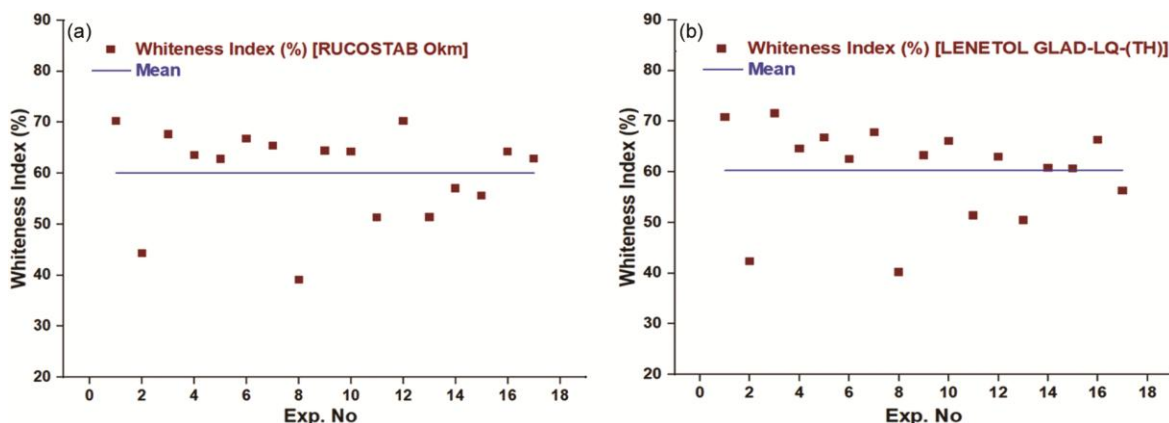 (a)
Whiteness Index (%) [RUCOSTAB Okm]
Mean
Whiteness Index (%)
90
80
70
60
50
40
30
20
0 2 4 6 8 10 12 14 16 18
Exp. No
(b)
Whiteness Index (%) [LENETOL GLAD-LQ-(TH)]
Mean
Whiteness Index (%)
90
80
70
60
50
40
30
20
0 2 4 6 8 10 12 14 16 18
Exp. No